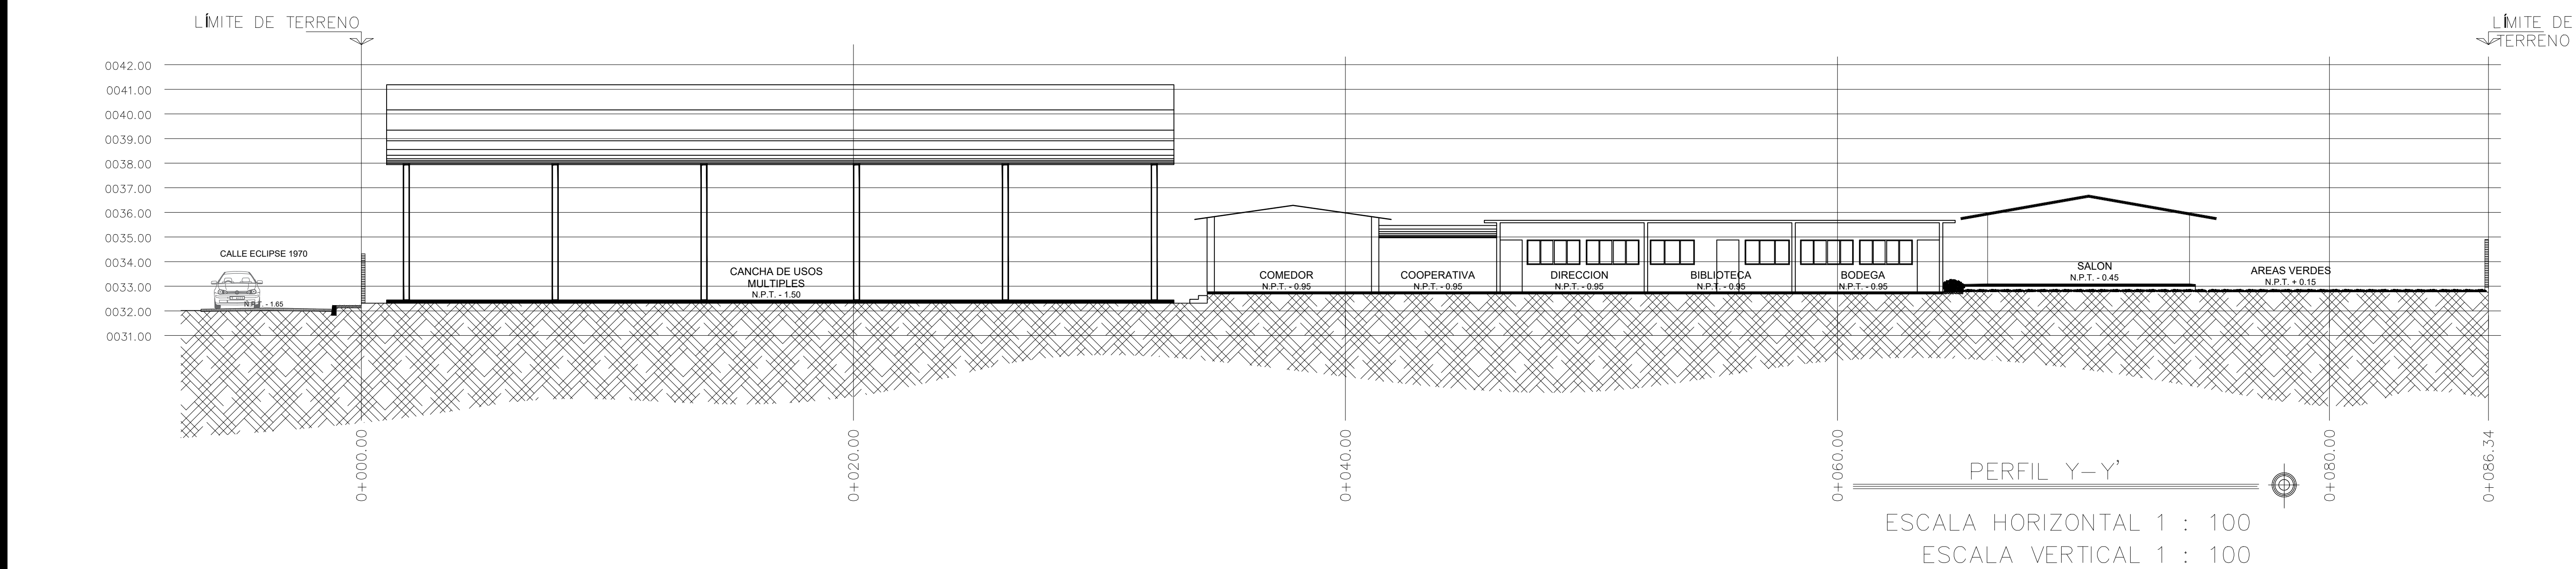 LÍMITE DE TERRENO
LÍMITE DE
TERRENO
0042.00
0041.00
0040.00
0039.00
0038.00
0037.00
0036.00
0035.00
0034.00
0033.00
0032.00
0031.00
CALLE ECLIPSE 1970
N.P.T. - 1.65
CANCHA DE USOS
MULTIPLES
N.P.T. - 1.50
COMEDOR
N.P.T. - 0.95
COOPERATIVA
N.P.T. - 0.95
DIRECCION
N.P.T. - 0.95
BIBLIOTECA
N.P.T. - 0.95
BODEGA
N.P.T. - 0.95
SALON
N.P.T. - 0.45
AREAS VERDES
N.P.T. + 0.15
0+000.00
0+020.00
0+040.00
0+060.00
0+080.00
0+086.34
PERFIL Y-Y'
ESCALA HORIZONTAL 1 : 100
ESCALA VERTICAL 1 : 100